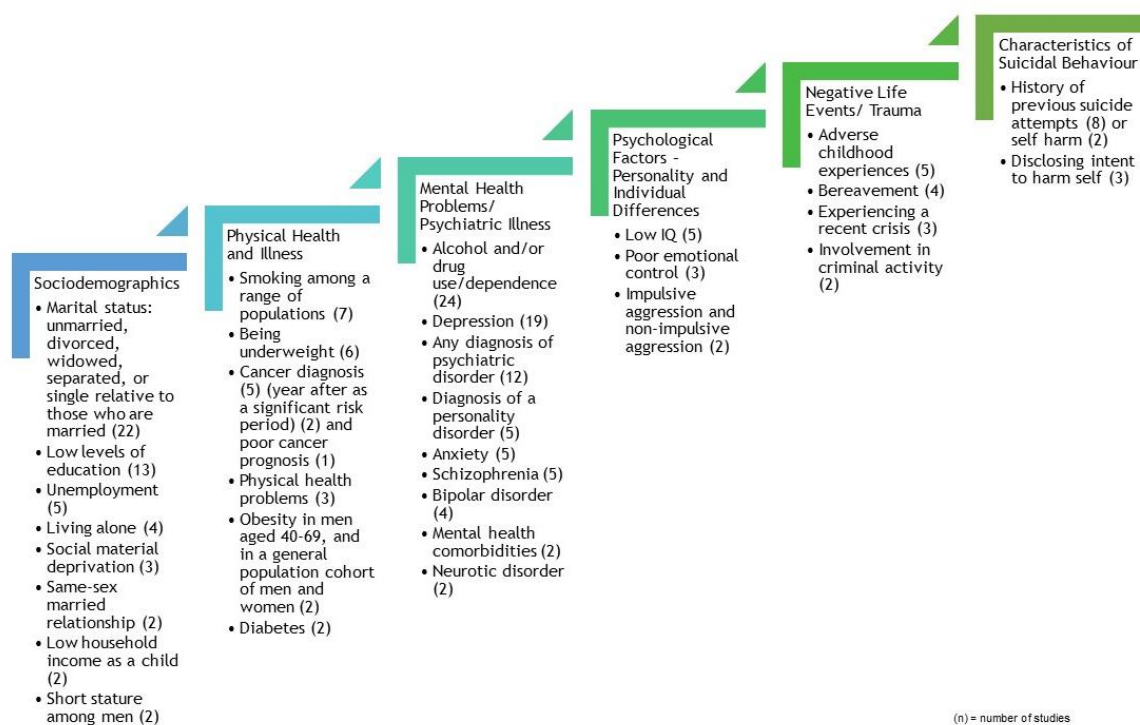 Sociodemographics
• Marital status:
unmarried,
divorced,
widowed,
separated, or
single relative to
those who are
married (22)
• Low levels of
education (13)
• Unemployment
(5)
• Living alone (4)
• Social material
deprivation (3)
• Same-sex
married
relationship (2)
• Low household
income as a child
(2)
• Short stature
among men (2)
Physical Health
and Illness
• Smoking among a
range of
populations (7)
• Being
underweight (6)
• Cancer diagnosis
(5) (year after as
a significant risk
period) (2) and
poor cancer
prognosis (1)
• Physical health
problems (3)
• Obesity in men
aged 40-69, and
in a general
population cohort
of men and
women (2)
• Diabetes (2)
Mental Health
Problems/
Psychiatric Illness
• Alcohol and/or
drug
use/dependence
(24)
• Depression (19)
• Any diagnosis of
psychiatric
disorder (12)
• Diagnosis of a
personality
disorder (5)
• Anxiety (5)
• Schizophrenia (5)
• Bipolar disorder
(4)
• Mental health
comorbidities (2)
• Neurotic disorder
(2)
Psychological
Factors -
Personality and
Individual
Differences
• Low IQ (5)
• Poor emotional
control (3)
• Impulsive
aggression and
non-impulsive
aggression (2)
Negative Life
Events/ Trauma
• Adverse
childhood
experiences (5)
• Bereavement (4)
• Experiencing a
recent crisis (3)
• Involvement in
criminal activity
(2)
Characteristics of
Suicidal Behaviour
• History of
previous suicide
attempts (8) or
self harm (2)
• Disclosing intent
to harm self (3)
(n) = number of studies